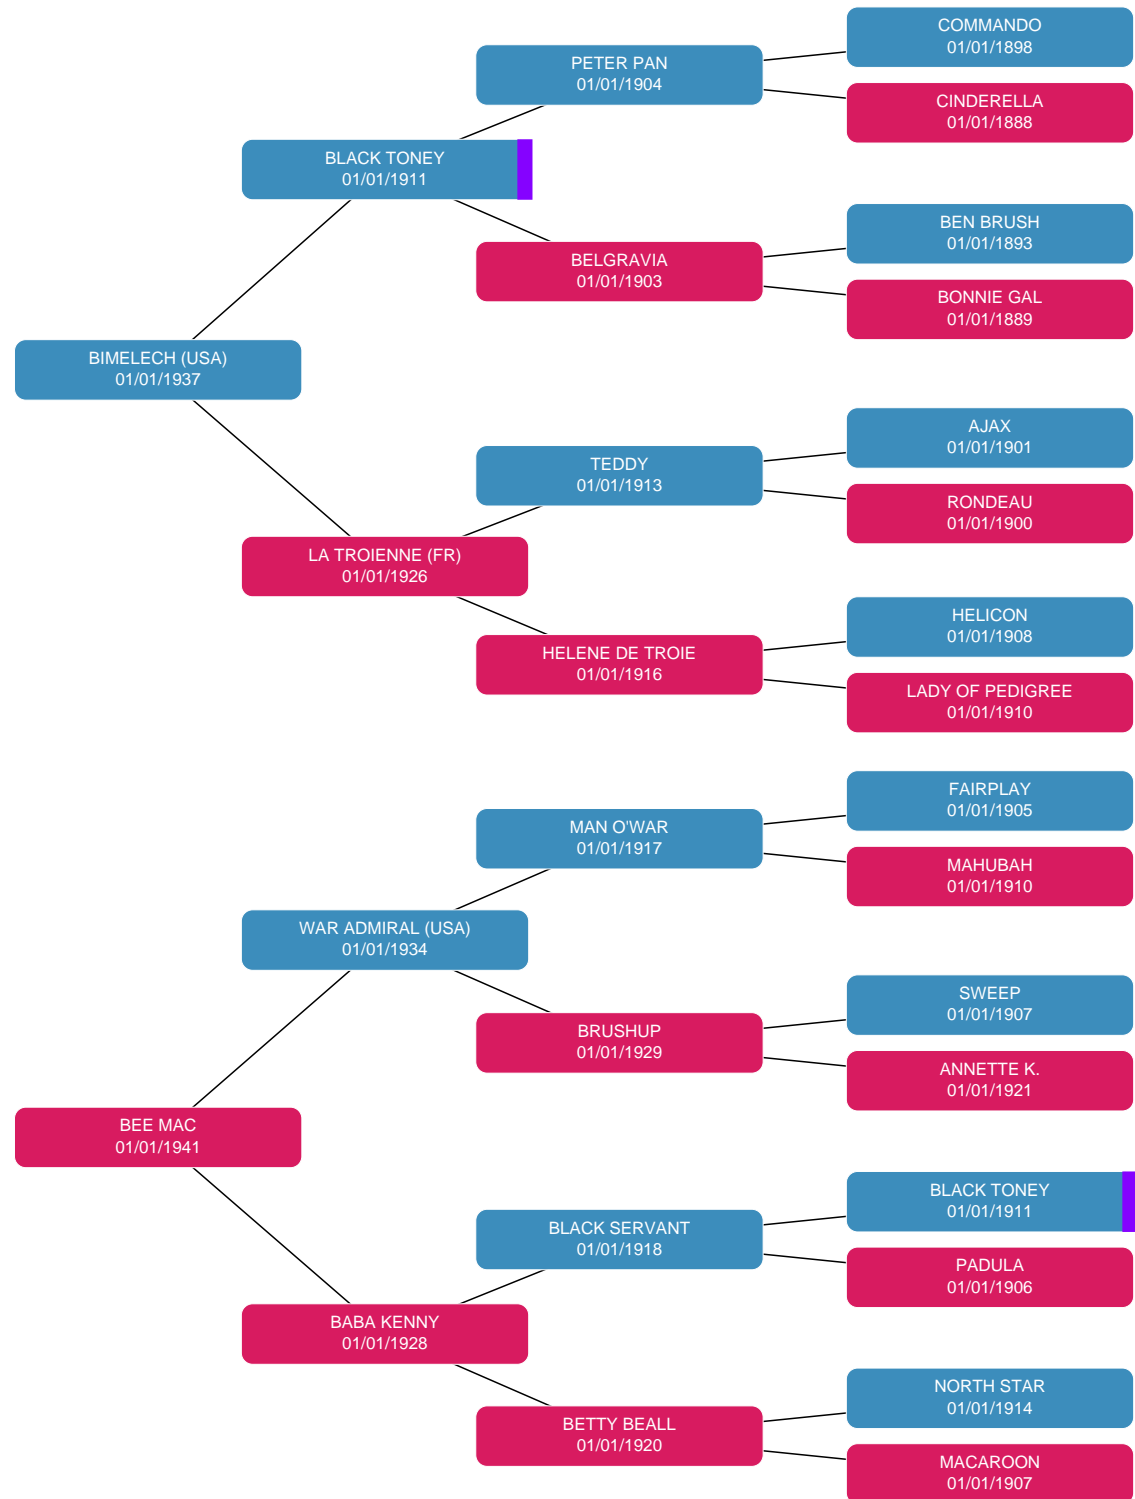 COMMANDO
01/01/1898
PETER PAN
01/01/1904
CINDERELLA
01/01/1888
BLACK TONEY
01/01/1911
BEN BRUSH
01/01/1893
BELGRAVIA
01/01/1903
BONNIE GAL
01/01/1889
BIMELECH (USA)
01/01/1937
AJAX
01/01/1901
TEDDY
01/01/1913
RONDEAU
01/01/1900
LA TROIENNE (FR)
01/01/1926
HELICON
01/01/1908
HELENE DE TROIE
01/01/1916
LADY OF PEDIGREE
01/01/1910
FAIRPLAY
01/01/1905
MAN O'WAR
01/01/1917
MAHUBAH
01/01/1910
WAR ADMIRAL (USA)
01/01/1934
SWEEP
01/01/1907
BRUSHUP
01/01/1929
ANNETTE K.
01/01/1921
BEE MAC
01/01/1941
BLACK TONEY
01/01/1911
BLACK SERVANT
01/01/1918
PADULA
01/01/1906
BABA KENNY
01/01/1928
NORTH STAR
01/01/1914
BETTY BEALL
01/01/1920
MACAROON
01/01/1907